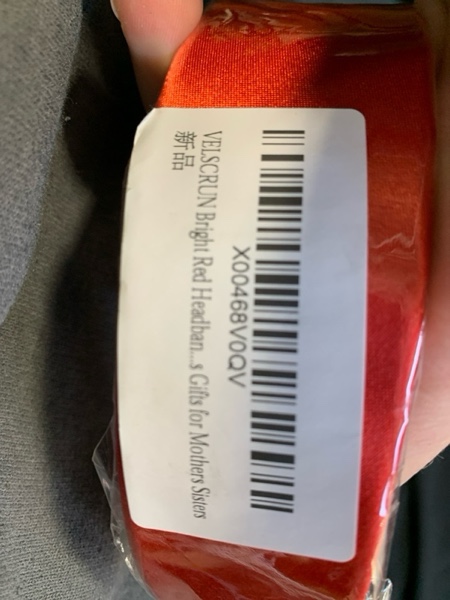 X00468V0QV
VELSCRUN Bright Red Headban...s Gifts for Mothers Sisters
新品